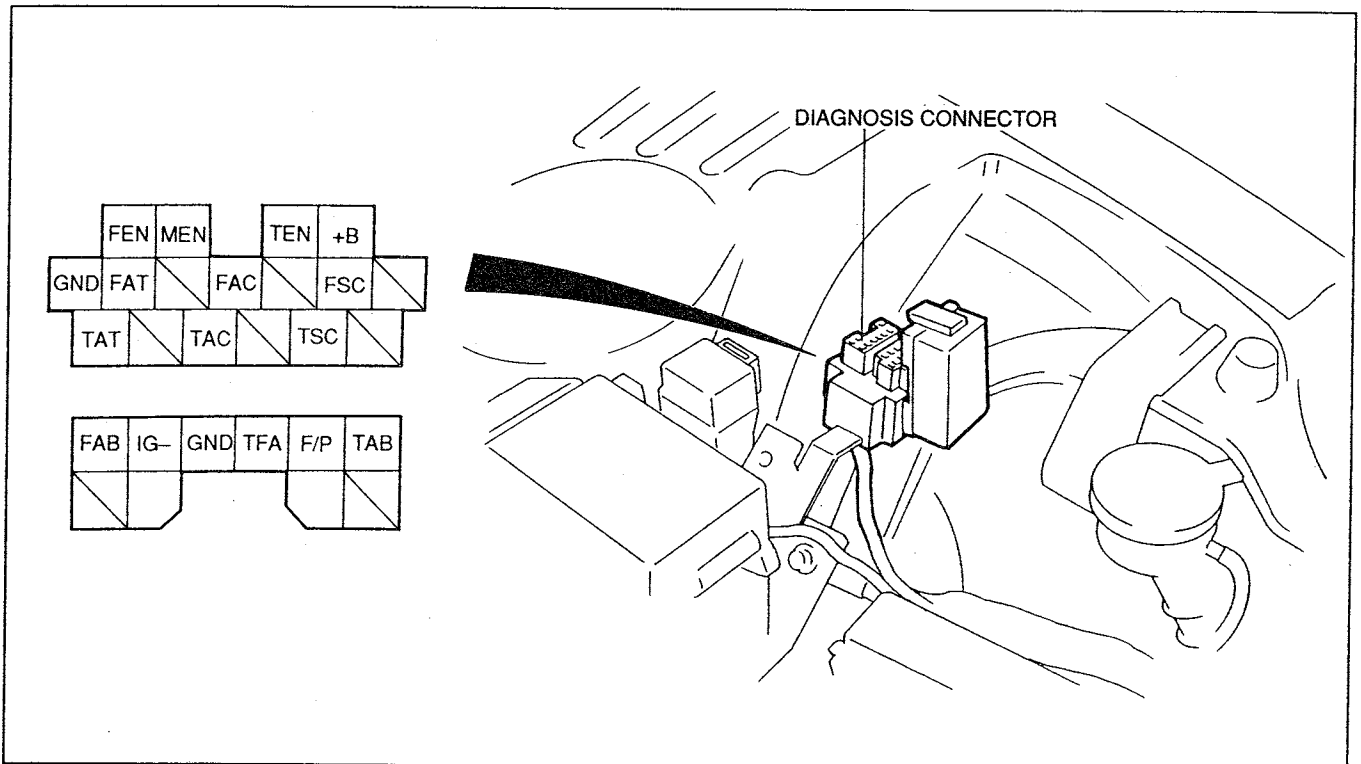 DIAGNOSIS CONNECTOR
FEN MEN TEN +B
GND FAT FAC FSC
TAT TAC TSC
FAB IG– GND TFA F/P TAB